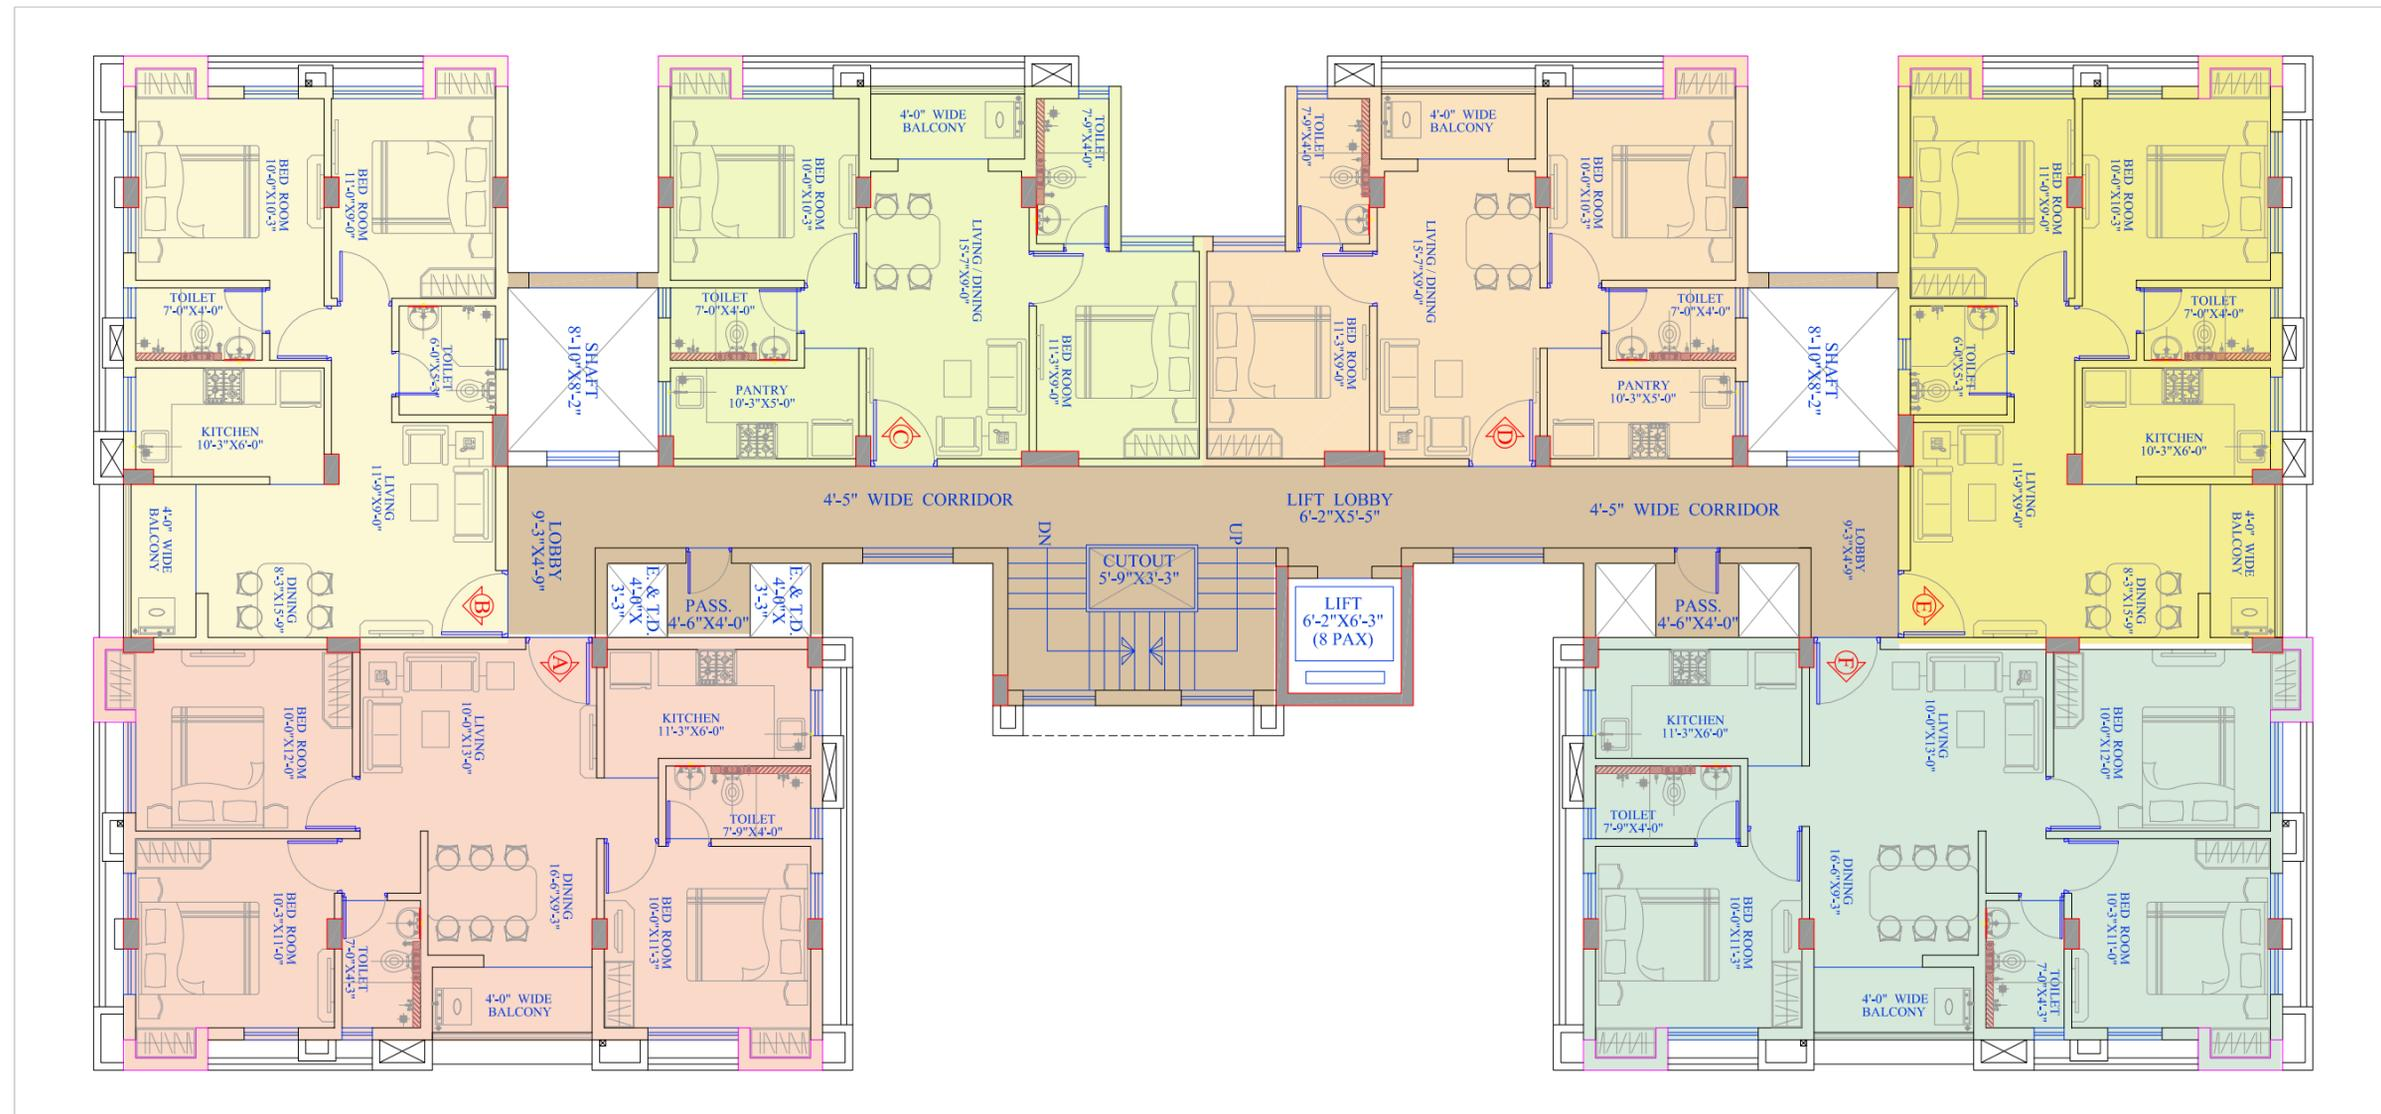 BED ROOM
10'-0"X10'-3"
BED ROOM
11'-0"X9'-0"
TOILET
7'-0"X4'-0"
TOILET
6'-0"X5'-3"
KITCHEN
10'-3"X6'-0"
LIVING
11'-9"X9'-0"
4'-0" WIDE
BALCONY
DINING
8'-3"X15'-9"
B
SHAFT
8'-10"X8'-2"
BED ROOM
10'-0"X10'-3"
4'-0" WIDE
BALCONY
TOILET
7'-9"X4'-0"
LIVING / DINING
15'-7"X9'-0"
TOILET
7'-0"X4'-0"
PANTRY
10'-3"X5'-0"
BED ROOM
11'-3"X9'-0"
C
TOILET
7'-9"X4'-0"
4'-0" WIDE
BALCONY
BED ROOM
10'-0"X10'-3"
LIVING / DINING
15'-7"X9'-0"
BED ROOM
11'-3"X9'-0"
TOILET
7'-0"X4'-0"
PANTRY
10'-3"X5'-0"
D
SHAFT
8'-10"X8'-2"
BED ROOM
11'-0"X9'-0"
BED ROOM
10'-0"X10'-3"
TOILET
7'-0"X4'-0"
TOILET
6'-0"X5'-3"
KITCHEN
10'-3"X6'-0"
LIVING
11'-9"X9'-0"
4'-0" WIDE
BALCONY
DINING
8'-3"X15'-9"
E
LOBBY
9'-3"X4'-9"
4'-5" WIDE CORRIDOR
LIFT LOBBY
6'-2"X5'-5"
4'-5" WIDE CORRIDOR
LOBBY
9'-3"X4'-9"
DN
UP
CUTOUT
5'-9"X3'-3"
E. & T.D.
4'-0"X
3'-3"
PASS.
4'-6"X4'-0"
E. & T.D.
4'-0"X
3'-3"
LIFT
6'-2"X6'-3"
(8 PAX)
PASS.
4'-6"X4'-0"
A
BED ROOM
10'-0"X12'-0"
LIVING
10'-0"X13'-0"
KITCHEN
11'-3"X6'-0"
TOILET
7'-9"X4'-0"
BED ROOM
10'-3"X11'-0"
TOILET
7'-0"X4'-3"
DINING
16'-6"X9'-3"
BED ROOM
10'-0"X11'-3"
4'-0" WIDE
BALCONY
F
KITCHEN
11'-3"X6'-0"
LIVING
10'-0"X13'-0"
BED ROOM
10'-0"X12'-0"
TOILET
7'-9"X4'-0"
BED ROOM
10'-0"X11'-3"
DINING
16'-6"X9'-3"
BED ROOM
10'-3"X11'-0"
4'-0" WIDE
BALCONY
TOILET
7'-0"X4'-3"